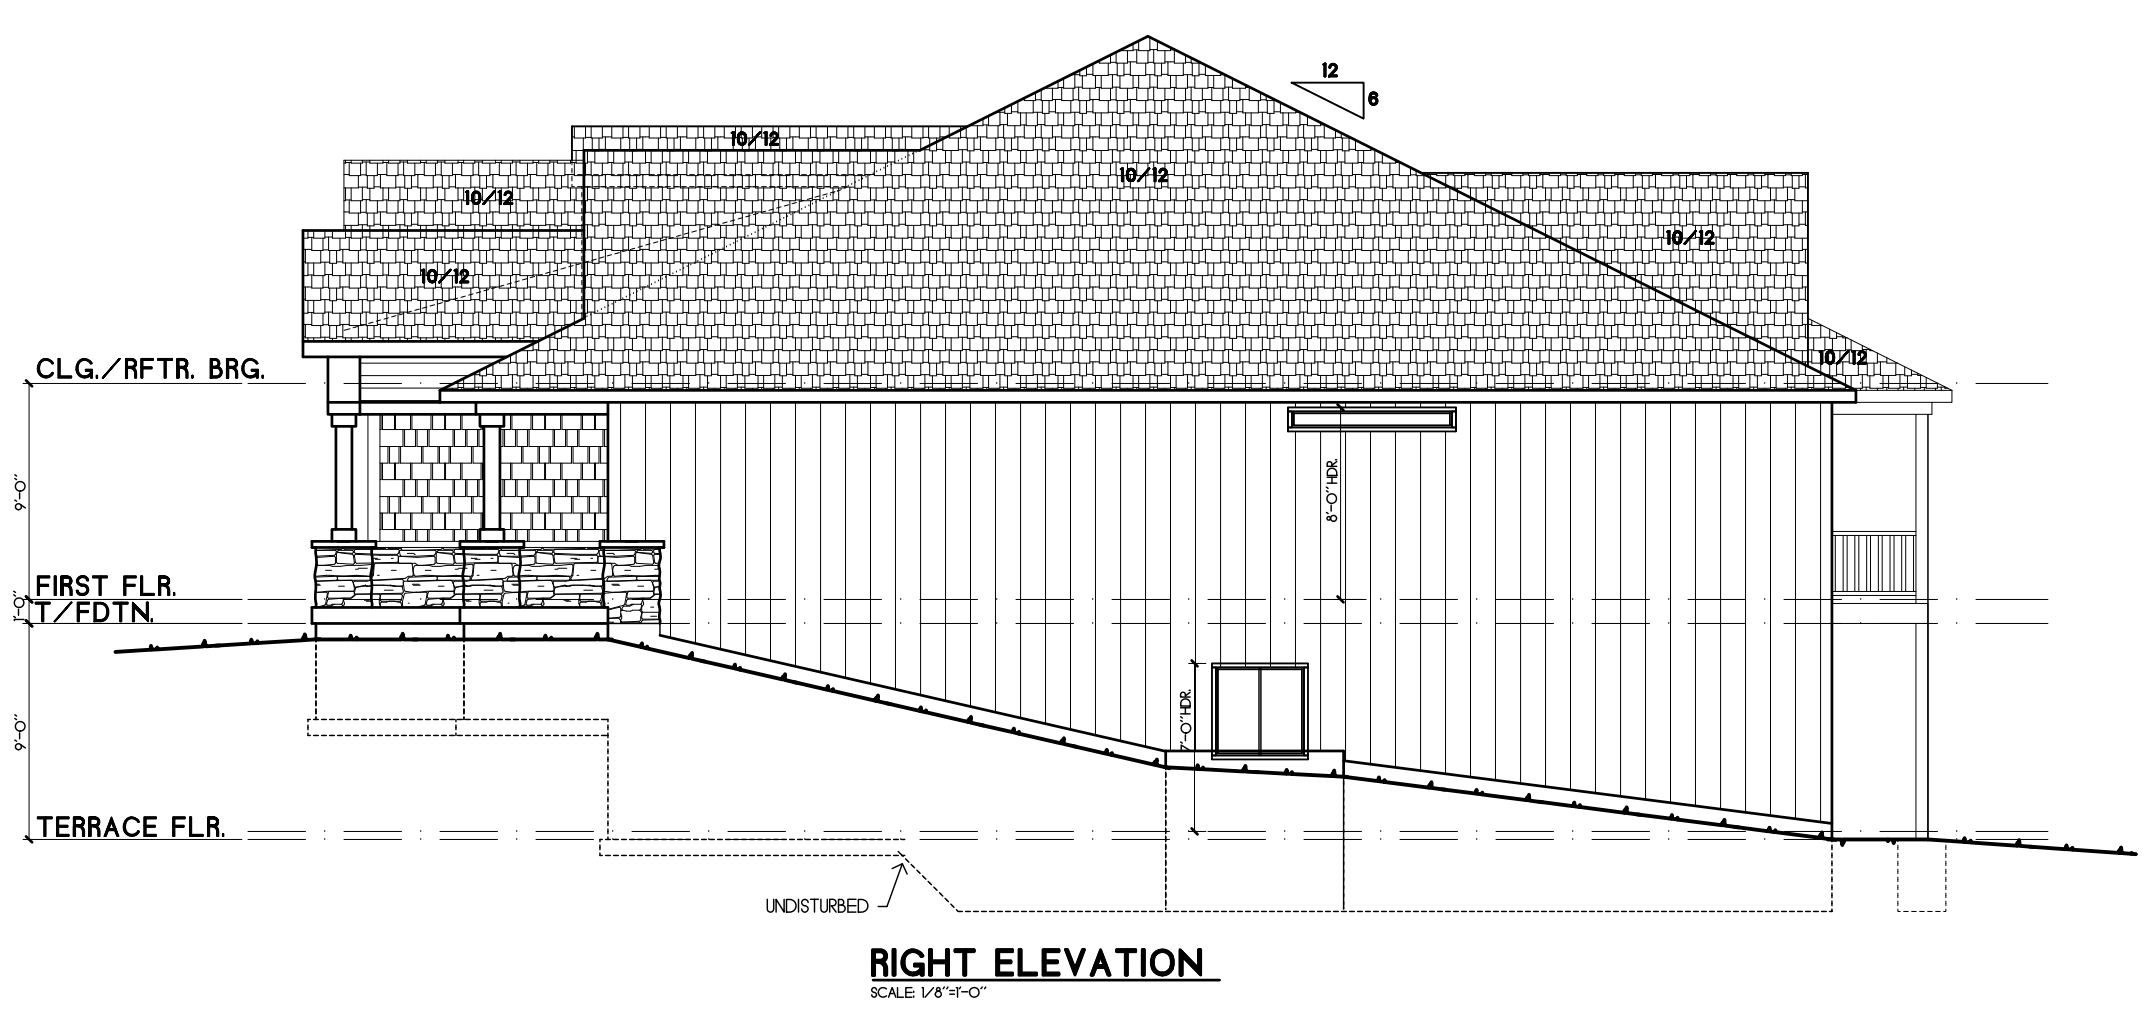 12
6
10/12
10/12
10/12
10/12
10/12
10/12
CLG./RFTR. BRG.
9'-0"
8'-0" HDR.
FIRST FLR.
1'-0"
T/FDTN.
7'-0" HDR.
9'-0"
TERRACE FLR.
UNDISTURBED
RIGHT ELEVATION
SCALE: 1/8"=1'-0"